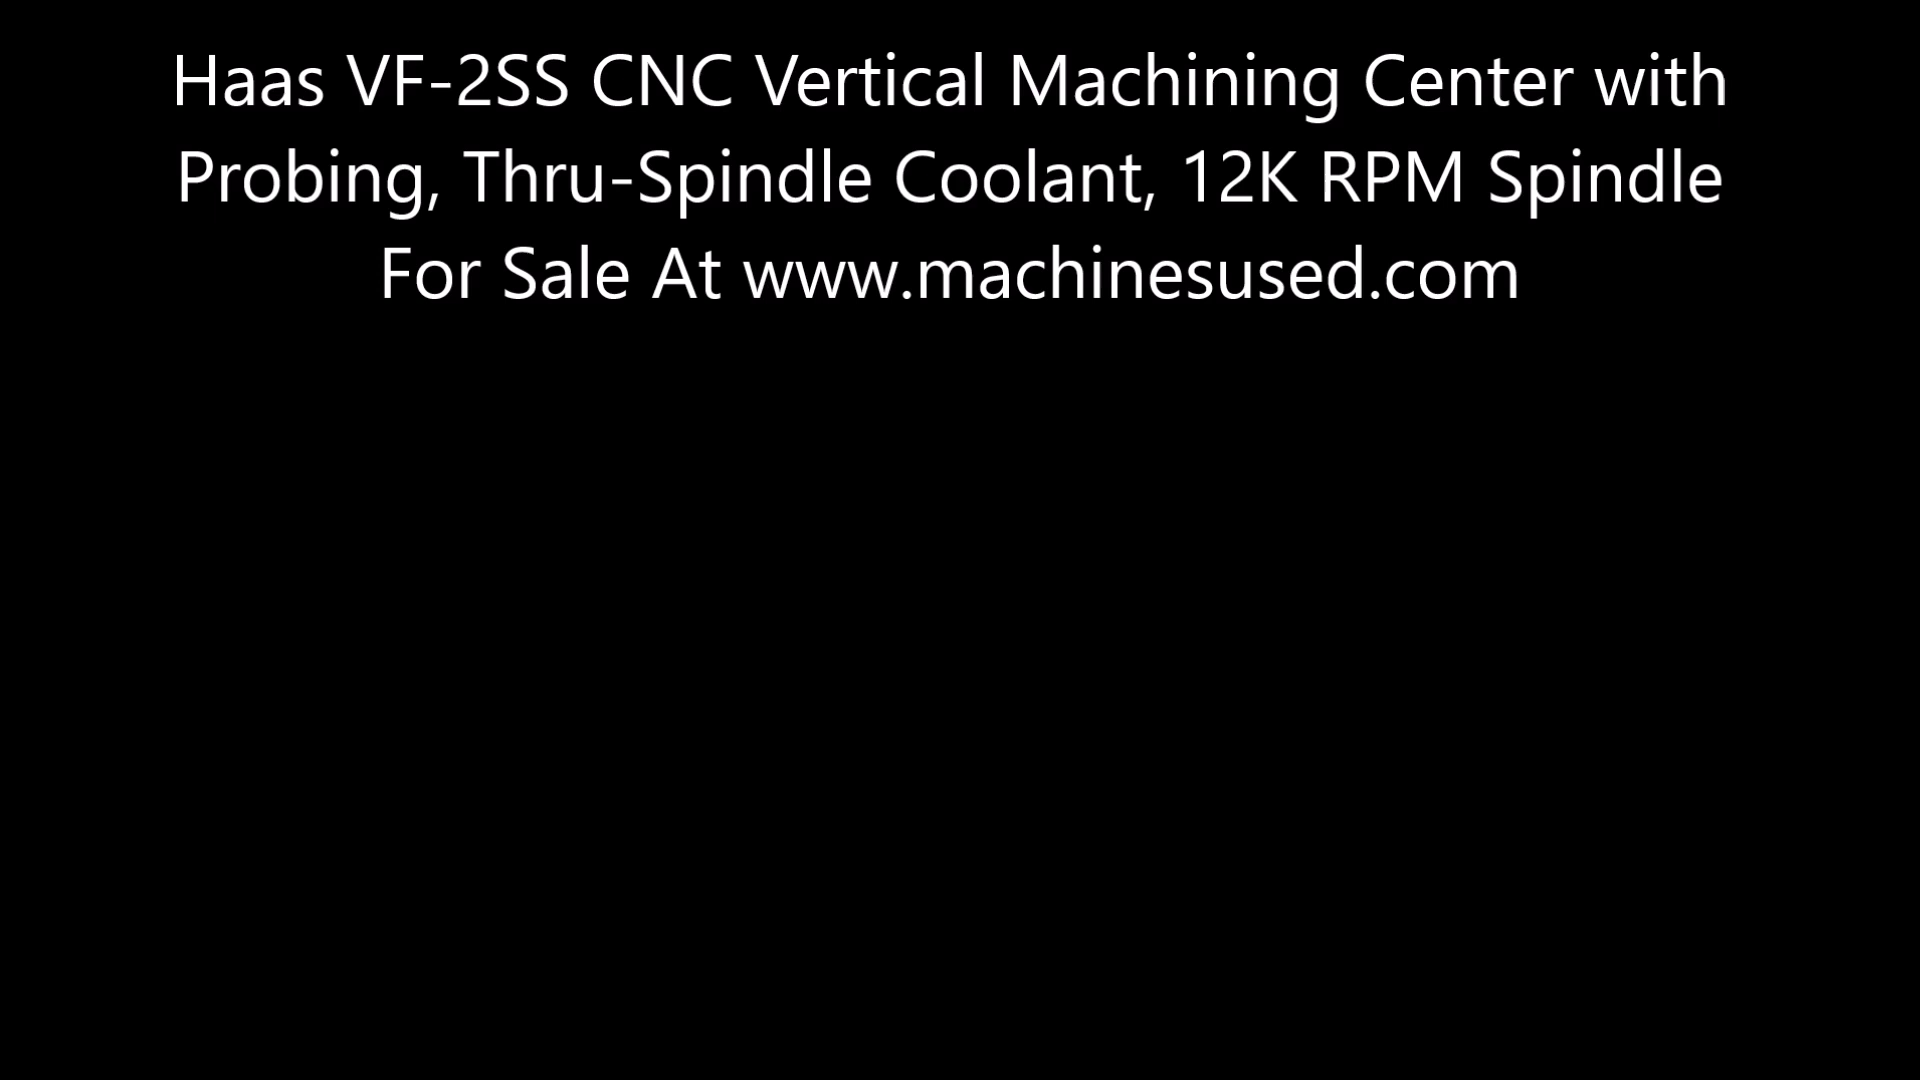 Haas VF-2SS CNC Vertical Machining Center with
Probing, Thru-Spindle Coolant, 12K RPM Spindle
For Sale At www.machinesused.com